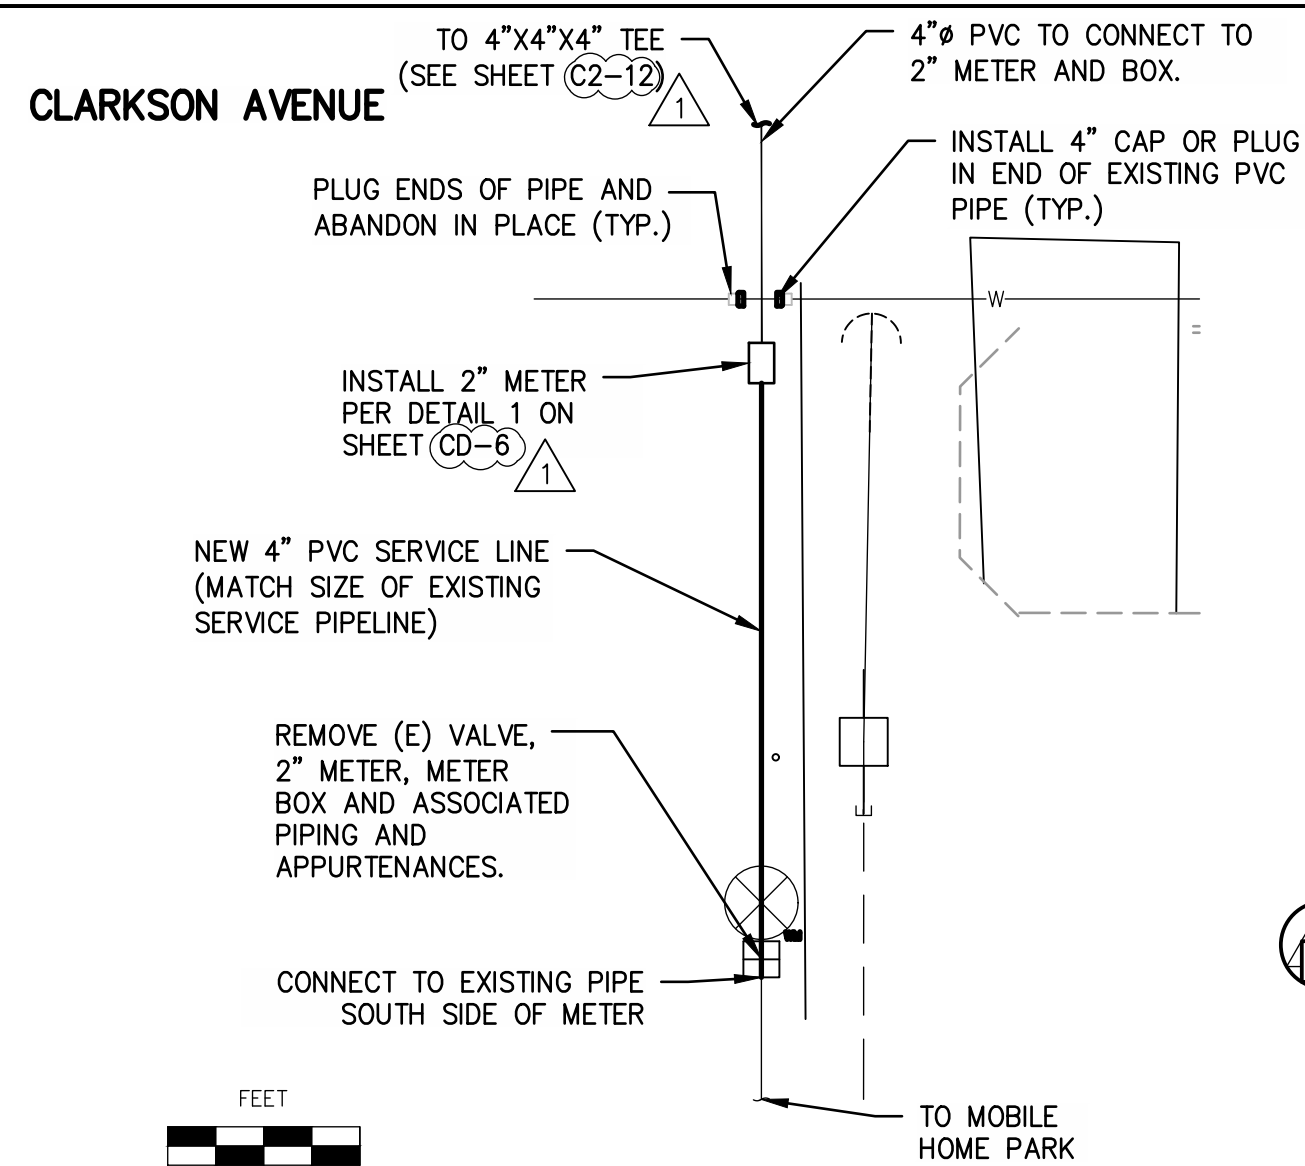 TO 4"X4"X4" TEE
(SEE SHEET C2-12)
1
4"ø PVC TO CONNECT TO
2" METER AND BOX.
CLARKSON AVENUE
INSTALL 4" CAP OR PLUG
IN END OF EXISTING PVC
PIPE (TYP.)
PLUG ENDS OF PIPE AND
ABANDON IN PLACE (TYP.)
W
INSTALL 2" METER
PER DETAIL 1 ON
SHEET CD-6
1
NEW 4" PVC SERVICE LINE
(MATCH SIZE OF EXISTING
SERVICE PIPELINE)
REMOVE (E) VALVE,
2" METER, METER
BOX AND ASSOCIATED
PIPING AND
APPURTENANCES.
CONNECT TO EXISTING PIPE
SOUTH SIDE OF METER
FEET
TO MOBILE
HOME PARK